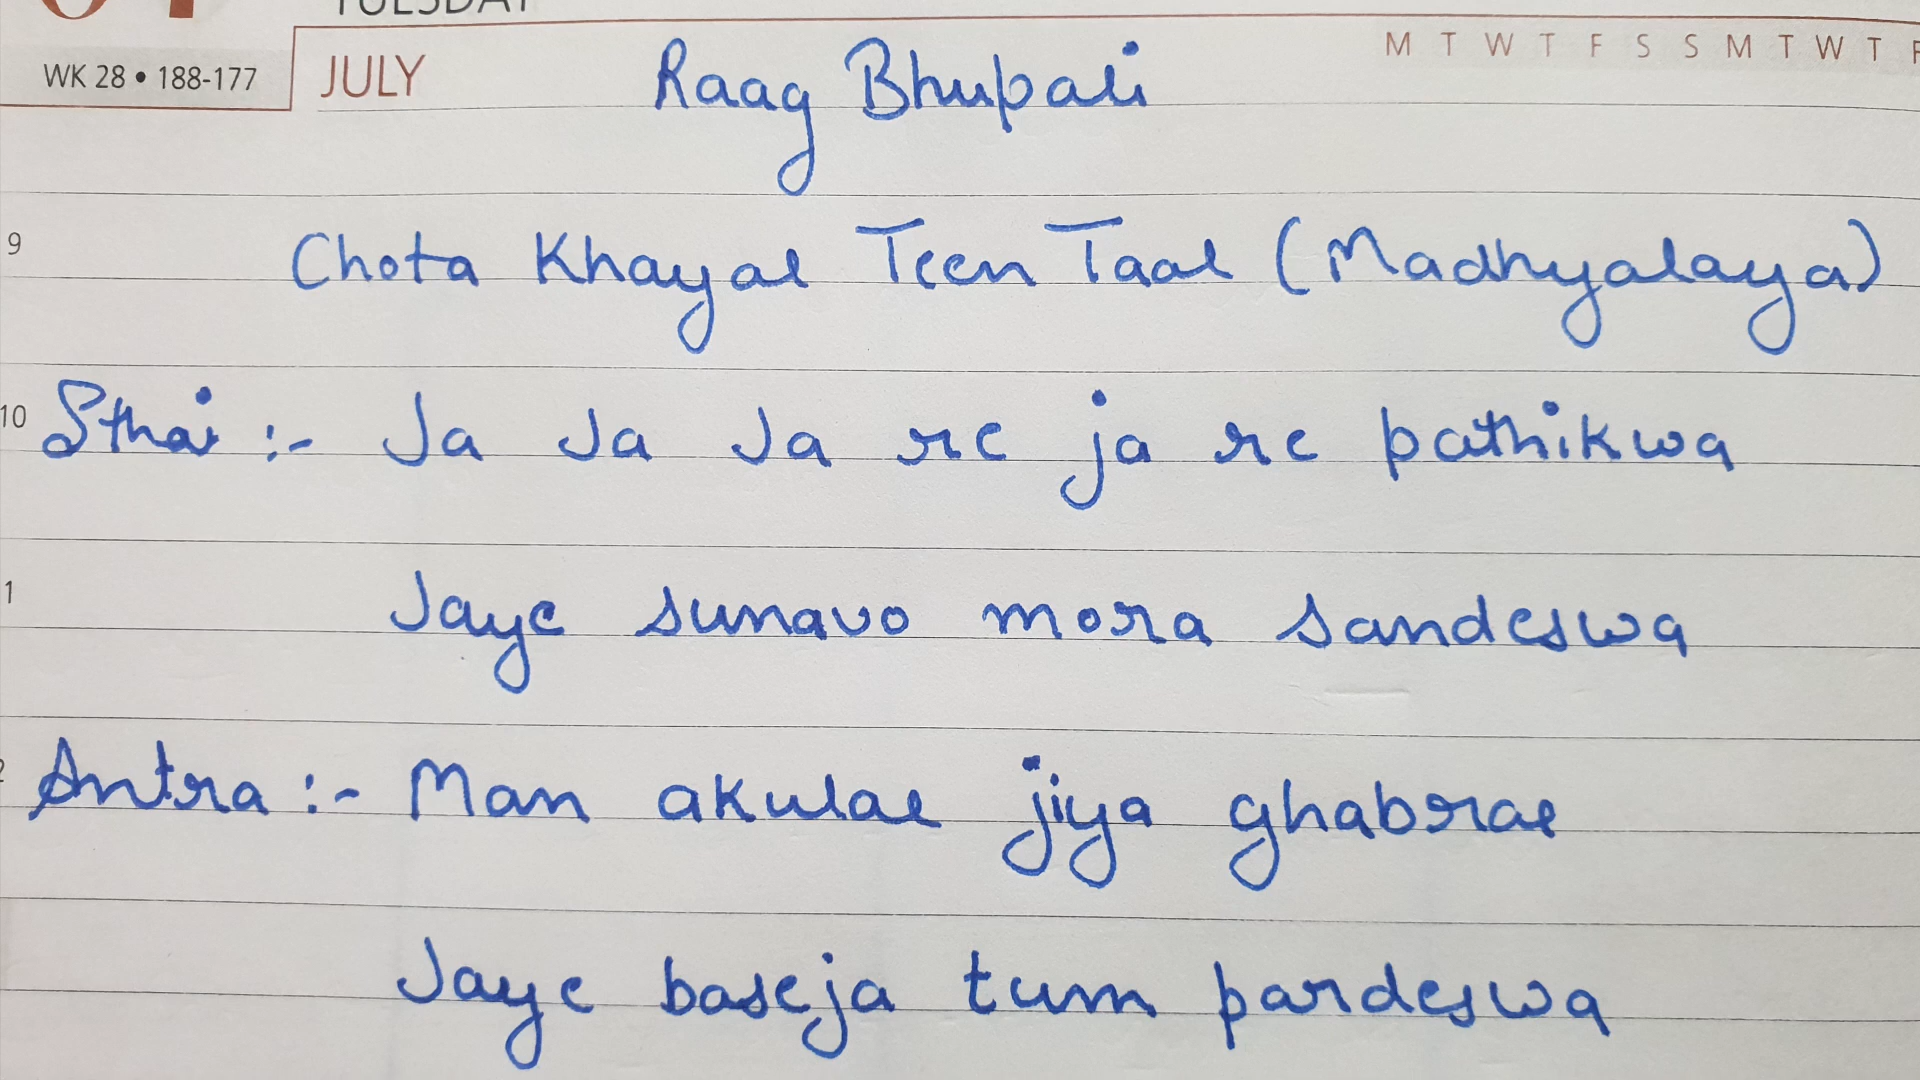 TUESDAY
WK 28 • 188-177 JULY M T W T F S S M T W T F
Raag Bhupali
9 Chota Khayal Teen Taal (Madhyalaya)
10 Sthai :- Ja Ja Ja re ja re pathikwa
1 Jaye sunavo mora sandeswa
Antra :- Man akulae jiya ghabrae
Jaye baseja tum pardeswa